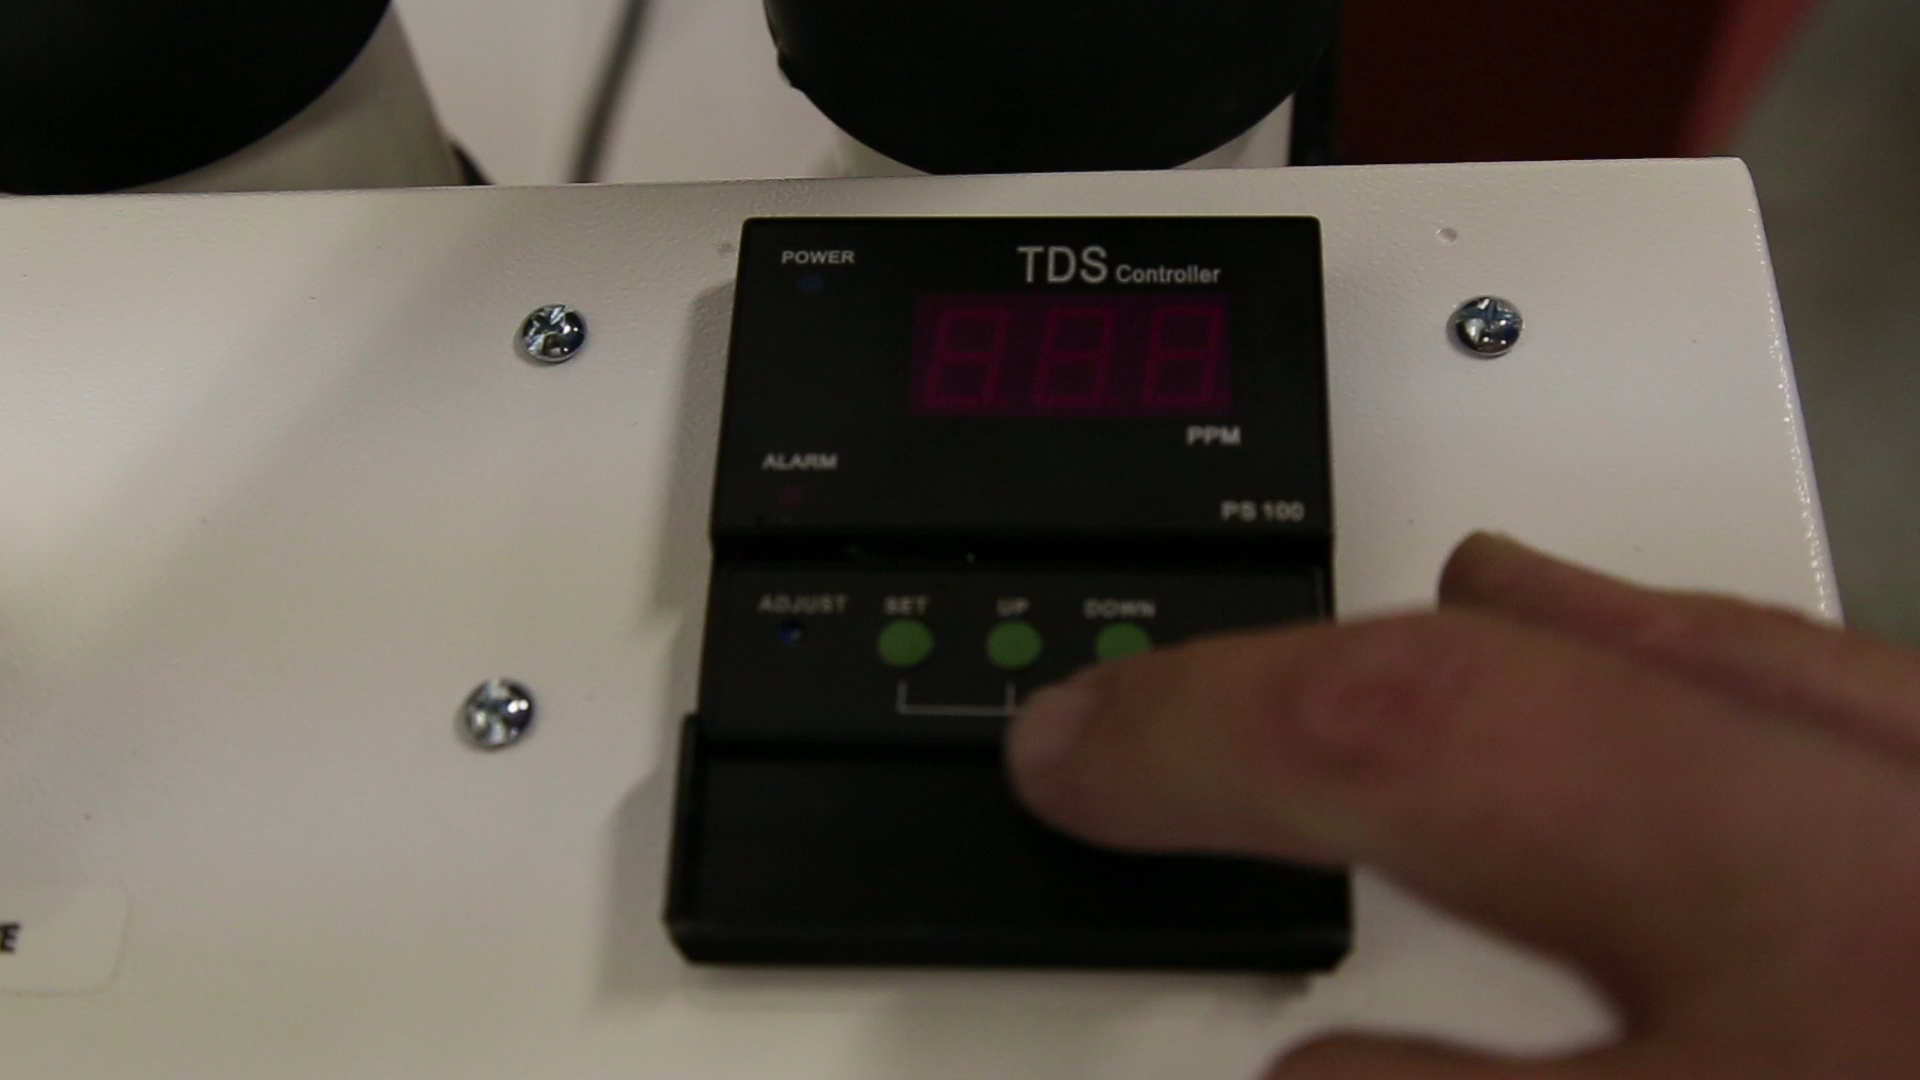 POWER
TDS Controller
PPM
ALARM
PS 100
ADJUST SET UP DOWN
E